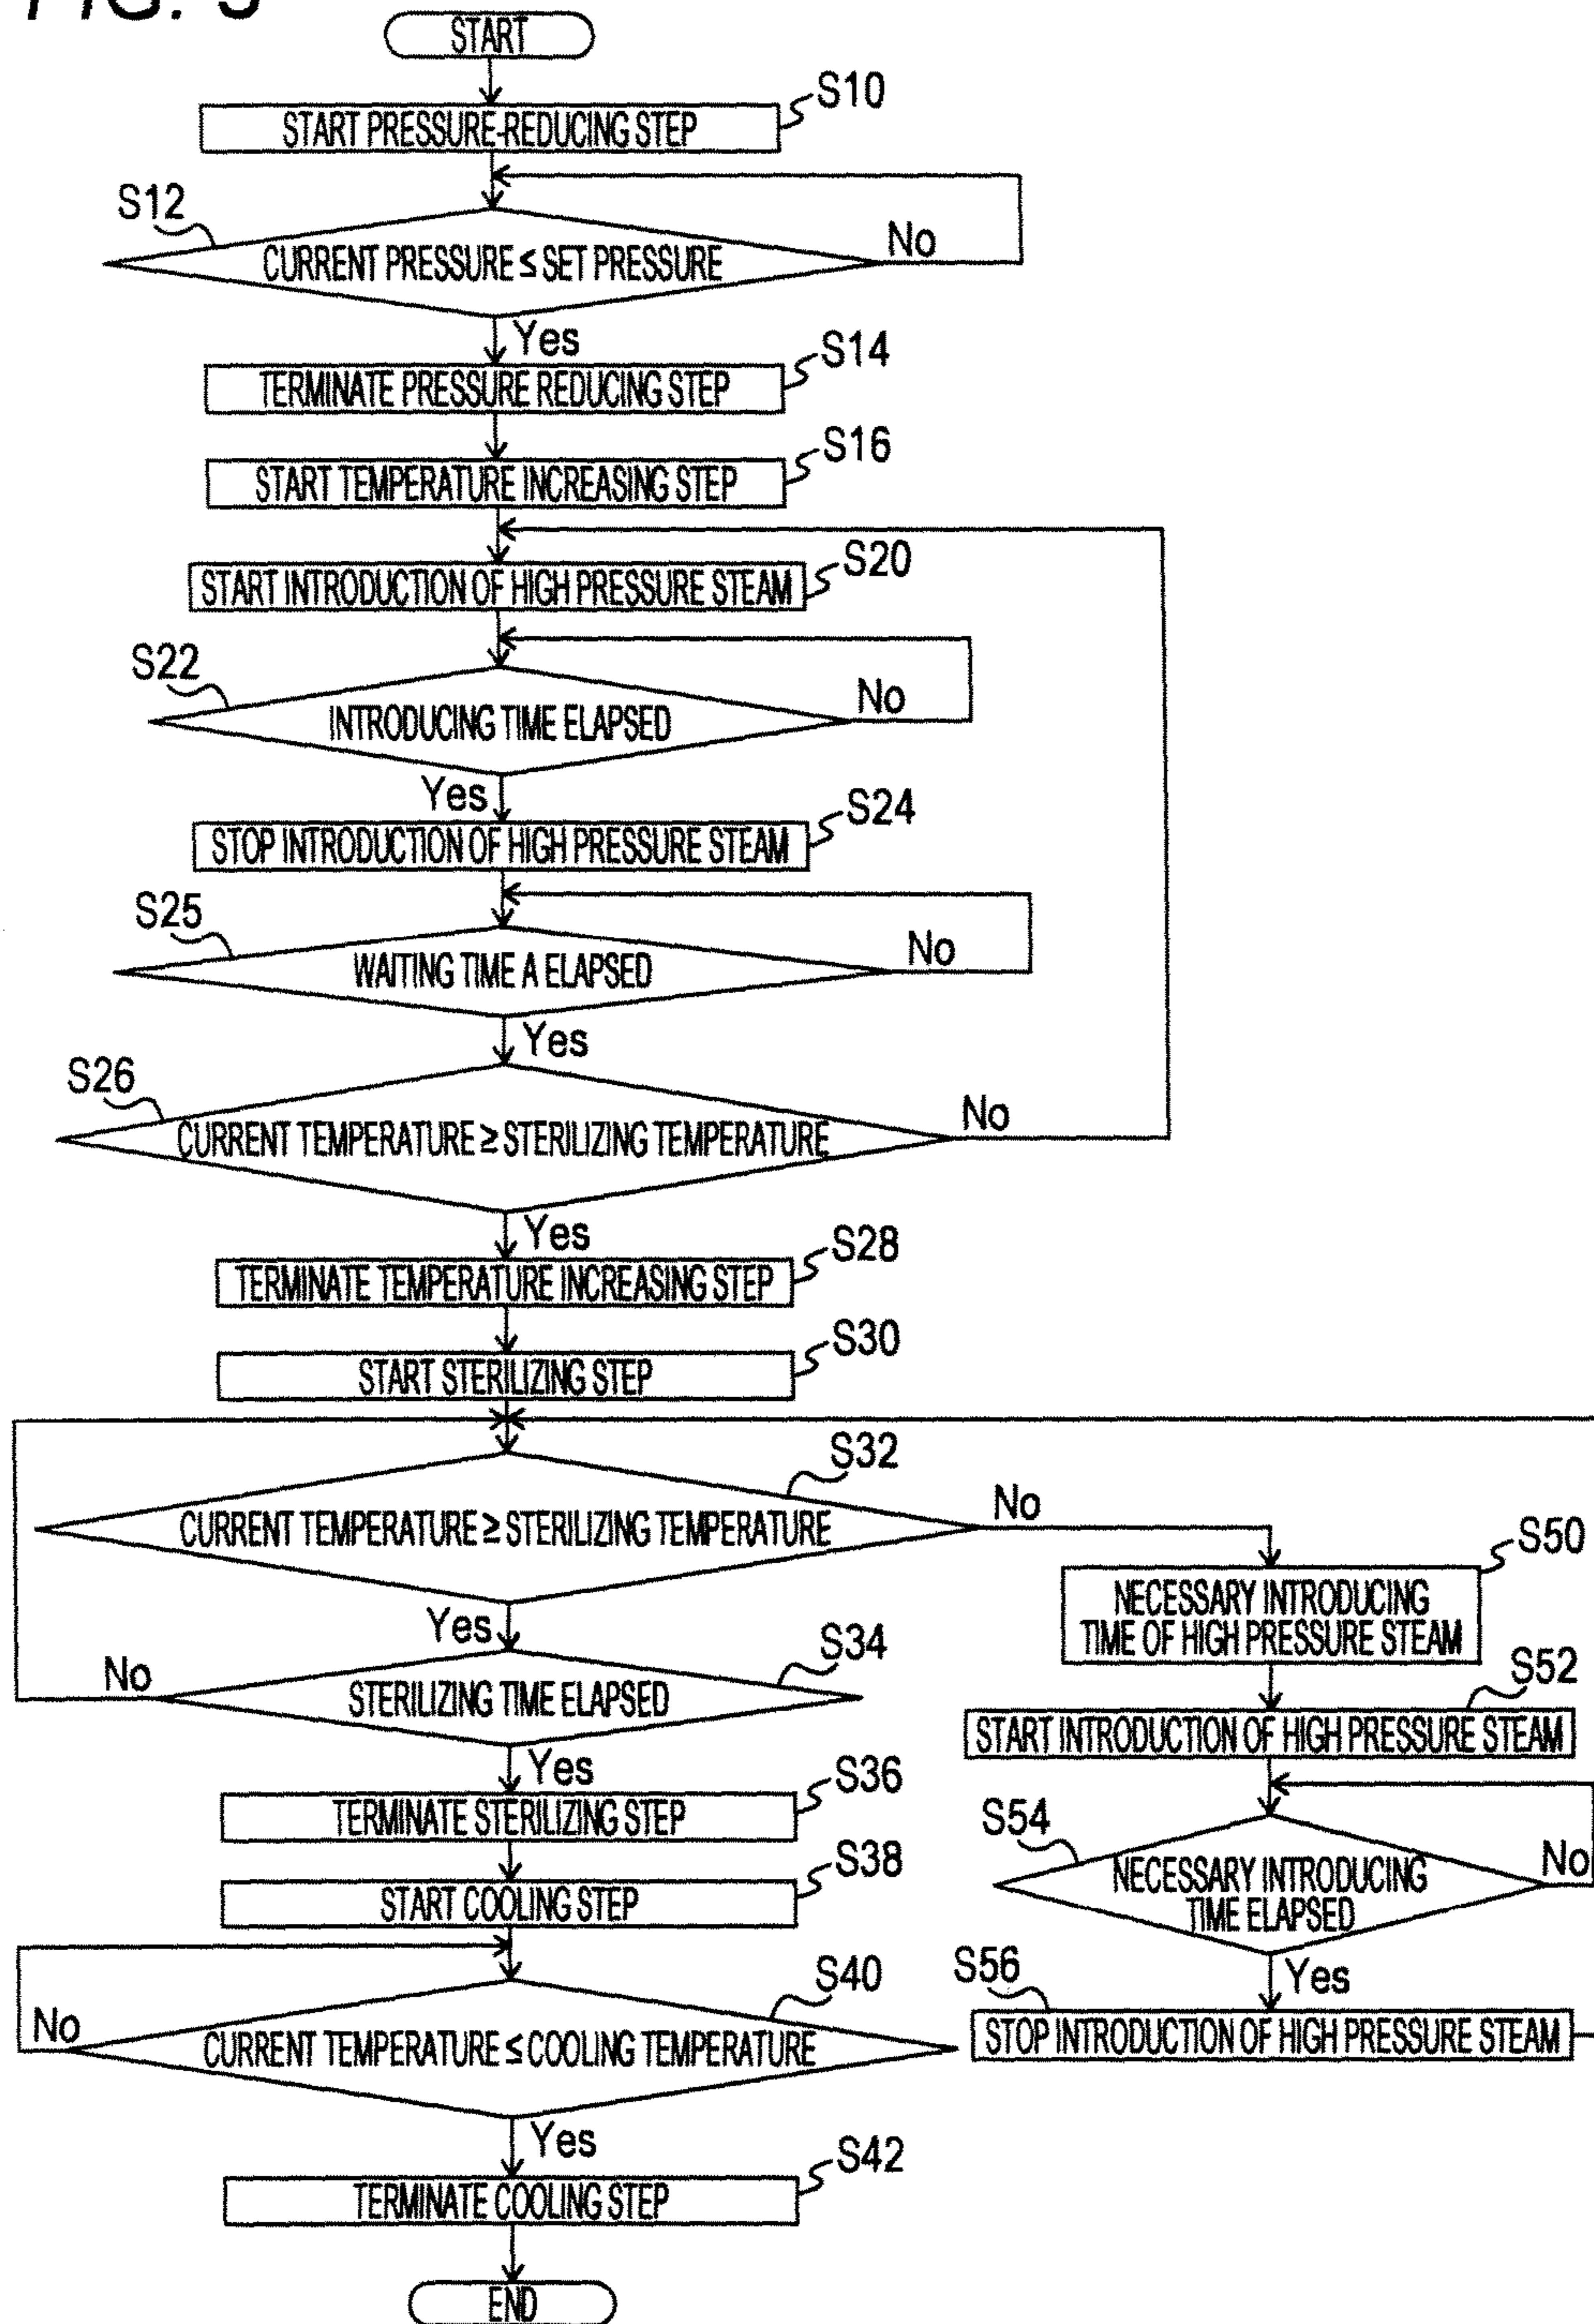 FIG.
START
S10
START PRESSURE-REDUCING STEP
S12
CURRENT PRESSURE ≤ SET PRESSURE
No
Yes
S14
TERMINATE PRESSURE REDUCING STEP
S16
START TEMPERATURE INCREASING STEP
S20
START INTRODUCTION OF HIGH PRESSURE STEAM
S22
INTRODUCING TIME ELAPSED
No
Yes
S24
STOP INTRODUCTION OF HIGH PRESSURE STEAM
S25
WAITING TIME A ELAPSED
No
Yes
S26
CURRENT TEMPERATURE ≥ STERILIZING TEMPERATURE
No
Yes
S28
TERMINATE TEMPERATURE INCREASING STEP
S30
START STERILIZING STEP
S32
CURRENT TEMPERATURE ≥ STERILIZING TEMPERATURE
No
Yes
S34
STERILIZING TIME ELAPSED
No
Yes
S36
TERMINATE STERILIZING STEP
S38
START COOLING STEP
S40
CURRENT TEMPERATURE ≤ COOLING TEMPERATURE
No
Yes
S42
TERMINATE COOLING STEP
END
S50
NECESSARY INTRODUCING
TIME OF HIGH PRESSURE STEAM
S52
START INTRODUCTION OF HIGH PRESSURE STEAM
S54
NECESSARY INTRODUCING
TIME ELAPSED
No
Yes
S56
STOP INTRODUCTION OF HIGH PRESSURE STEAM